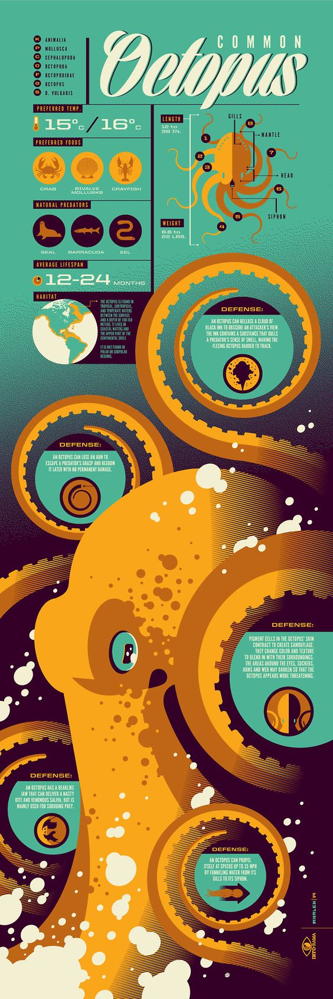 K ANIMALIA
P MOLLUSCA
C CEPHALOPODA
O OCTOPODA
F OCTOPODIDAE
G OCTOPUS
S O. VULGARIS
COMMON
Octopus
PREFERRED TEMP.
15°C/16°C
PREFERRED FOODS
CRAB
BIVALVE
MOLLUSKS
CRAYFISH
NATURAL PREDATORS
SEAL
BARRACUDA
EEL
AVERAGE LIFESPAN
12-24 MONTHS
HABITAT
THE OCTOPUS IS FOUND IN
TROPICAL, SUBTROPICAL,
AND TEMPERATE WATERS
BETWEEN THE SURFACE
AND A DEPTH OF 100-150
METERS. IT LIVES IN
COASTAL WATERS AND
THE UPPER PART OF THE
CONTINENTAL SHELF.
IT IS NOT FOUND IN
POLAR OR SUBPOLAR
REGIONS.
LENGTH
12 to
36 IN.
WEIGHT
6.6 to
22 LBS.
GILLS
MANTLE
HEAD
SIPHON
1
2
3
4
5
6
7
8
DEFENSE:
AN OCTOPUS CAN RELEASE A CLOUD OF
BLACK INK TO OBSCURE AN ATTACKER'S VIEW.
THE INK CONTAINS A SUBSTANCE THAT DULLS
A PREDATOR'S SENSE OF SMELL, MAKING THE
FLEEING OCTOPUS HARDER TO TRACK.
DEFENSE:
AN OCTOPUS CAN LOSE AN ARM TO
ESCAPE A PREDATOR'S GRASP AND REGROW
IT LATER WITH NO PERMANENT DAMAGE.
DEFENSE:
PIGMENT CELLS IN THE OCTOPUS' SKIN
CONTRACT TO CREATE CAMOUFLAGE.
THEY CHANGE COLOR AND TEXTURE
TO BLEND IN WITH THEIR SURROUNDINGS.
THE AREAS AROUND THE EYES, SUCKERS,
ARMS AND WEB MAY DARKEN SO THAT THE
OCTOPUS APPEARS MORE THREATENING.
DEFENSE:
AN OCTOPUS HAS A BEAKLIKE
JAW THAT CAN DELIVER A NASTY
BITE AND VENOMOUS SALIVA, BUT IS
MAINLY USED FOR SUBDUING PREY.
DEFENSE:
AN OCTOPUS CAN PROPEL
ITSELF AT SPEEDS UP TO 25 MPH
BY FUNNELING WATER FROM ITS
GILLS TO ITS SIPHON.
WHALEN|14
INFO-RAMA